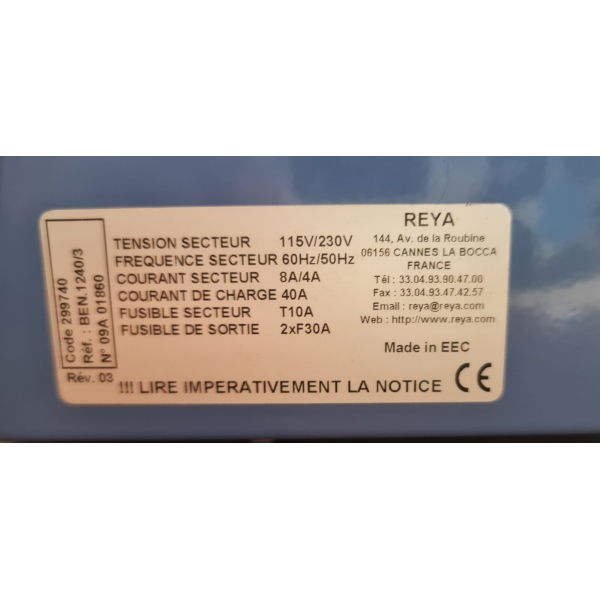 Code 299740
Réf. : BEN.1240/3
N° 09A 01860
Rév. 03
TENSION SECTEUR 115V/230V
FREQUENCE SECTEUR 60Hz/50Hz
COURANT SECTEUR 8A/4A
COURANT DE CHARGE 40A
FUSIBLE SECTEUR T10A
FUSIBLE DE SORTIE 2xF30A
!!! LIRE IMPERATIVEMENT LA NOTICE
REYA
144, Av. de la Roubine
06156 CANNES LA BOCCA
FRANCE
Tél : 33.04.93.90.47.00
Fax : 33.04.93.47.42.57
Email : reya@reya.com
Web : http://www.reya.com
Made in EEC
CE